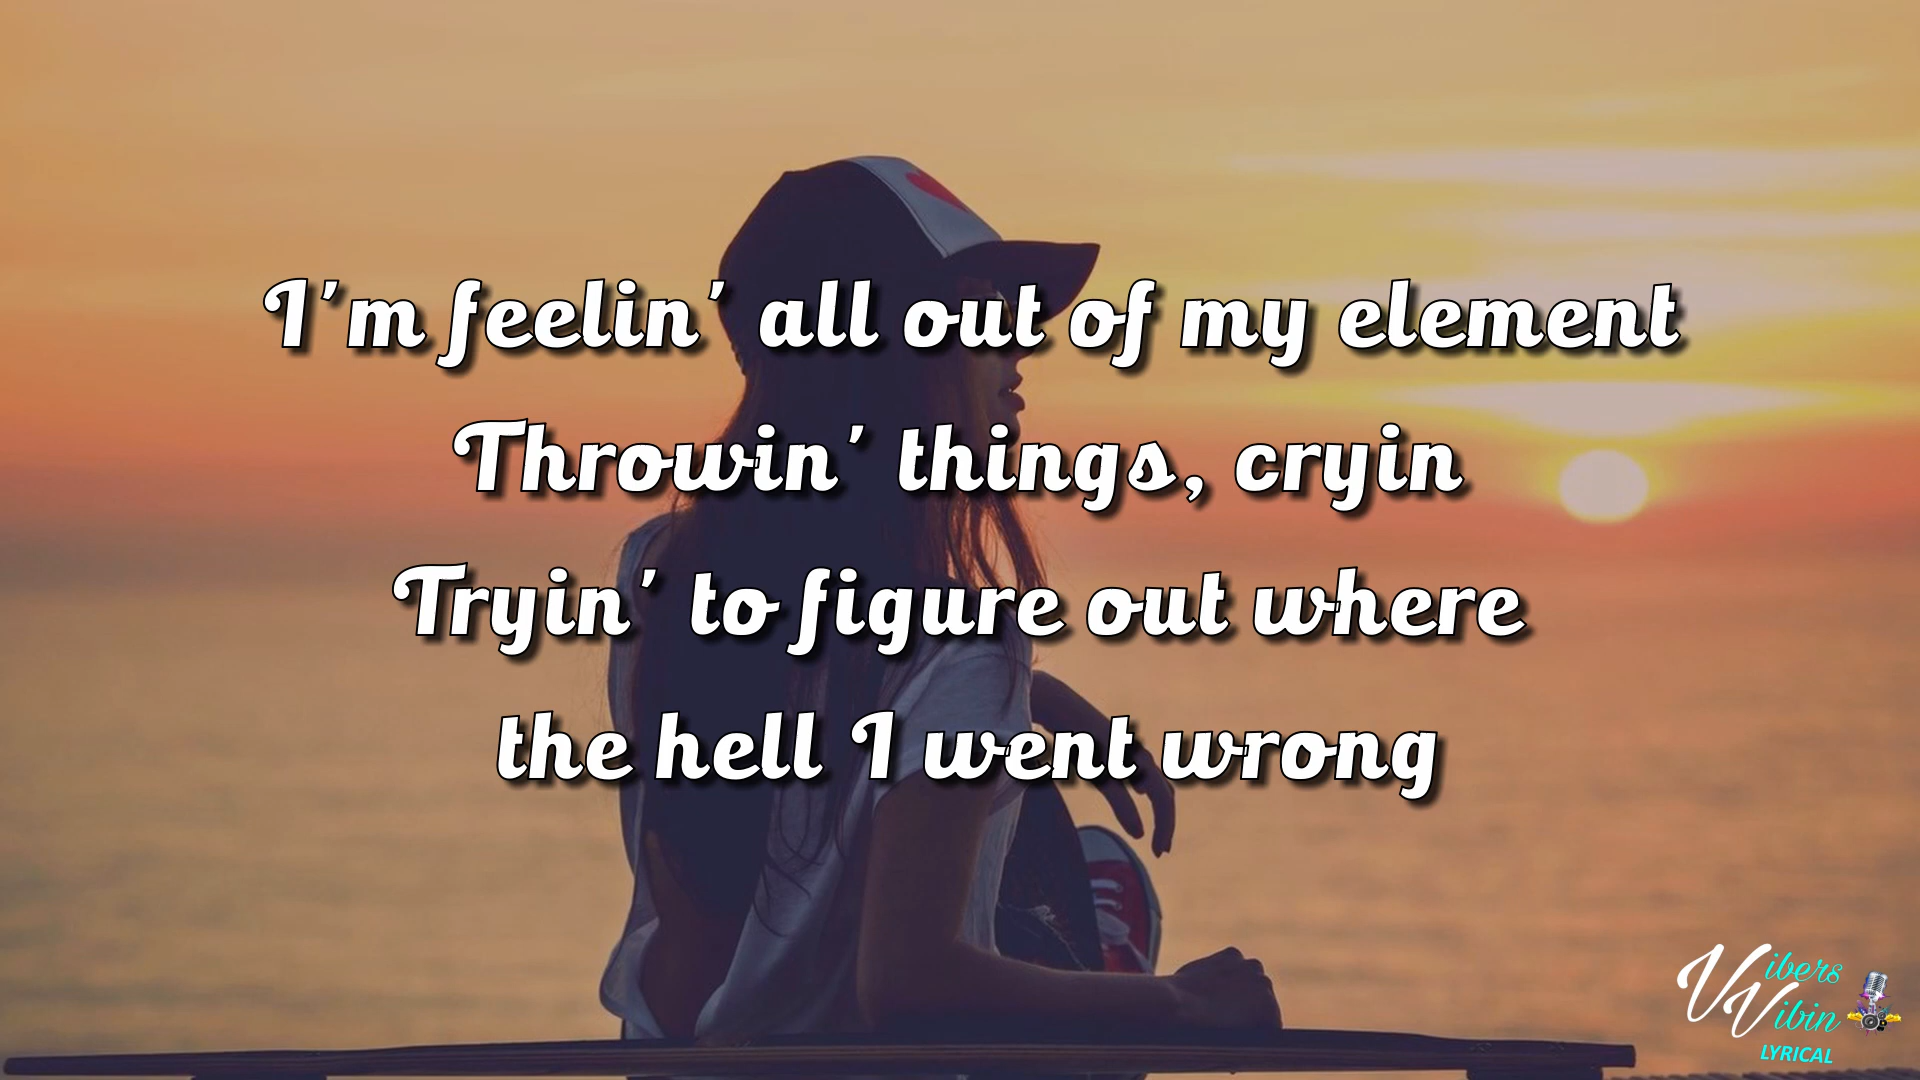 I'm feelin' all out of my element
Throwin' things, cryin
Tryin' to figure out where
the hell I went wrong
Vibers
Vibin
LYRICAL